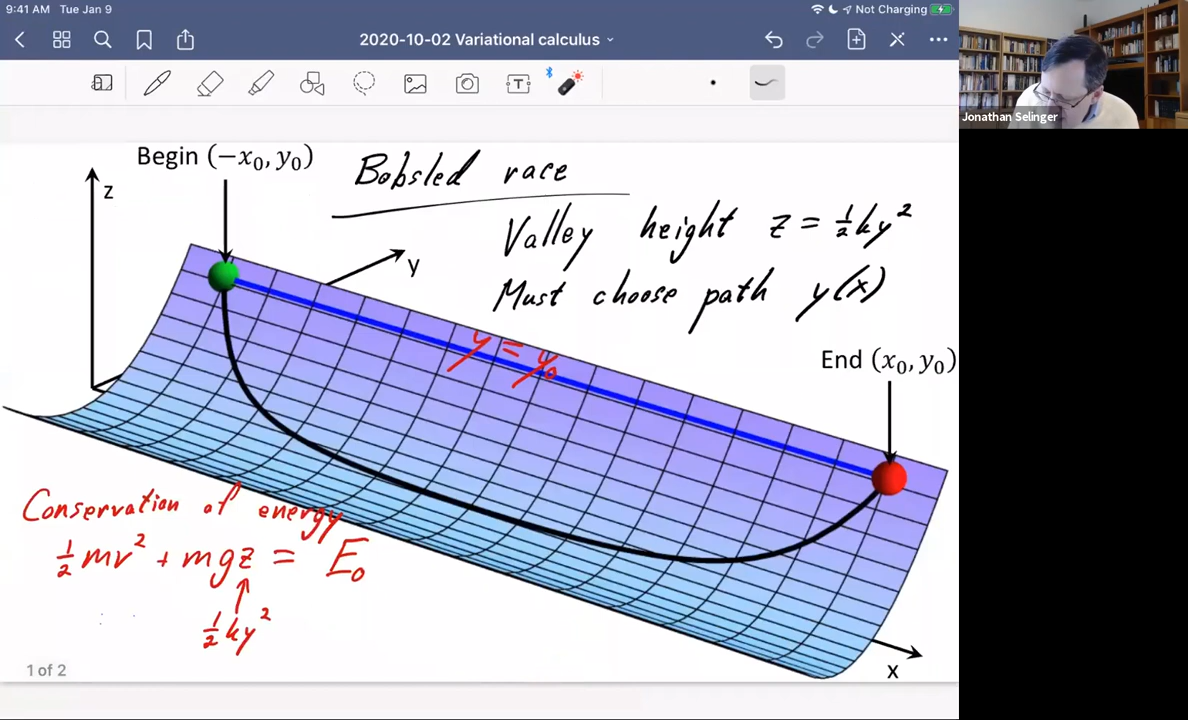 9:41 AM Tue Jan 9
Not Charging
2020-10-02 Variational calculus
T
Jonathan Selinger
Begin (−x₀, y₀)
Bobsled race
z
Valley height z = ½ky²
y
Must choose path y(x)
y = y₀
End (x₀, y₀)
Conservation of energy
½mv² + mgz = E₀
½ky²
1 of 2
x